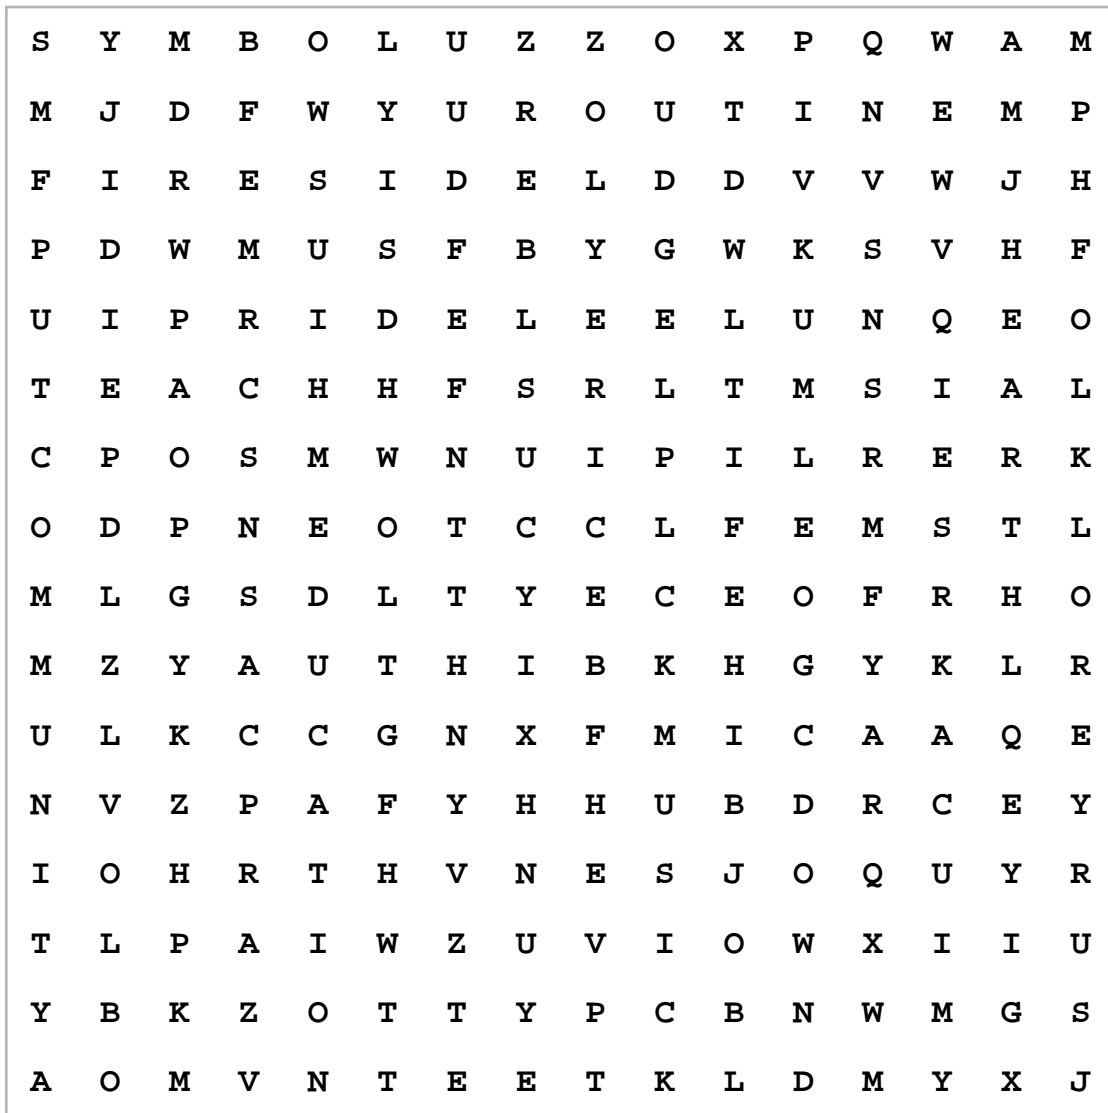 S Y M B O L U Z Z O X P Q W A M
M J D F W Y U R O U T I N E M P
F I R E S I D E L D D V V W J H
P D W M U S F B Y G W K S V H F
U I P R I D E L E E L U N Q E O
T E A C H H F S R L T M S I A L
C P O S M W N U I P I L R E R K
O D P N E O T C C L F E M S T L
M L G S D L T Y E C E O F R H O
M Z Y A U T H I B K H G Y K L R
U L K C C G N X F M I C A A Q E
N V Z P A F Y H H U B D R C E Y
I O H R T H V N E S J O Q U Y R
T L P A I W Z U V I O W X I I U
Y B K Z O T T Y P C B N W M G S
A O M V N T E E T K L D M Y X J